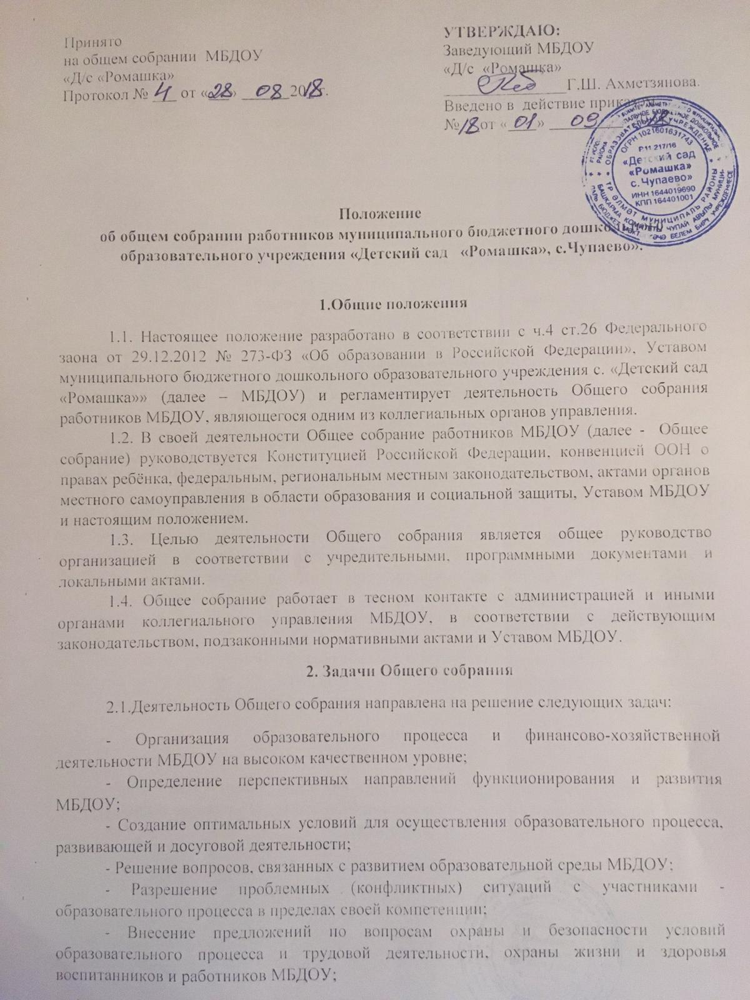 Принято
на общем собрании МБДОУ
«Д/с «Ромашка»
Протокол № 4 от «28» 08 2018г.
УТВЕРЖДАЮ:
Заведующий МБДОУ
«Д/с «Ромашка»
Г.Ш. Ахметзянова.
Введено в действие приказом
№18 от «01» 09 18
ОГРН 1021601631743
Р.11.217/16
«Детский сад
«Ромашка»
с. Чупаево»
ИНН 1644019690
КПП 164401001
Положение
об общем собрании работников муниципального бюджетного дошкольного
образовательного учреждения «Детский сад «Ромашка», с.Чупаево».
1.Общие положения
1.1. Настоящее положение разработано в соответствии с ч.4 ст.26 Федерального
заона от 29.12.2012 № 273-ФЗ «Об образовании в Российской Федерации», Уставом
муниципального бюджетного дошкольного образовательного учреждения с. «Детский сад
«Ромашка»» (далее – МБДОУ) и регламентирует деятельность Общего собрания
работников МБДОУ, являющегося одним из коллегиальных органов управления.
1.2. В своей деятельности Общее собрание работников МБДОУ (далее - Общее
собрание) руководствуется Конституцией Российской Федерации, конвенцией ООН о
правах ребёнка, федеральным, региональным местным законодательством, актами органов
местного самоуправления в области образования и социальной защиты, Уставом МБДОУ
и настоящим положением.
1.3. Целью деятельности Общего собрания является общее руководство
организацией в соответствии с учредительными, программными документами и
локальными актами.
1.4. Общее собрание работает в тесном контакте с администрацией и иными
органами коллегиального управления МБДОУ, в соответствии с действующим
законодательством, подзаконными нормативными актами и Уставом МБДОУ.
2. Задачи Общего собрания
2.1.Деятельность Общего собрания направлена на решение следующих задач:
- Организация образовательного процесса и финансово-хозяйственной
деятельности МБДОУ на высоком качественном уровне;
- Определение перспективных направлений функционирования и развития
МБДОУ;
- Создание оптимальных условий для осуществления образовательного процесса,
развивающей и досуговой деятельности;
- Решение вопросов, связанных с развитием образовательной среды МБДОУ;
- Разрешение проблемных (конфликтных) ситуаций с участниками -
образовательного процесса в пределах своей компетенции;
- Внесение предложений по вопросам охраны и безопасности условий
образовательного процесса и трудовой деятельности, охраны жизни и здоровья
воспитанников и работников МБДОУ;